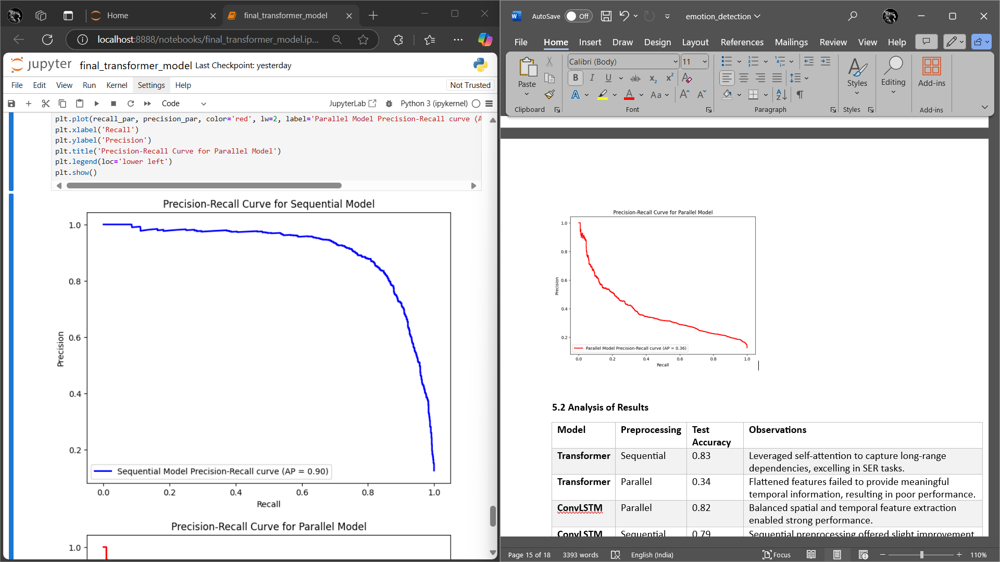 Home
final_transformer_model
localhost:8888/notebooks/final_transformer_model.ip...
jupyter final_transformer_model Last Checkpoint: yesterday
File Edit View Run Kernel Settings Help Not Trusted
Code JupyterLab Python 3 (ipykernel)
plt.plot(recall_par, precision_par, color='red', lw=2, label='Parallel Model Precision-Recall curve (A
plt.xlabel('Recall')
plt.ylabel('Precision')
plt.title('Precision-Recall Curve for Parallel Model')
plt.legend(loc='lower left')
plt.show()
Precision-Recall Curve for Sequential Model
1.0
0.8
0.6
0.4
0.2
Precision
Sequential Model Precision-Recall curve (AP = 0.90)
0.0 0.2 0.4 0.6 0.8 1.0
Recall
Precision-Recall Curve for Parallel Model
1.0
AutoSave Off emotion_detection
File Home Insert Draw Design Layout References Mailings Review View Help
Paste
Clipboard
Calibri (Body) 11
B I U ab x₂ x²
A A Aa A A
Font
Paragraph
Styles
Styles
Editing
Add-ins
Add-ins
Precision-Recall Curve for Parallel Model
1.0
0.8
0.6
0.4
0.2
Precision
Parallel Model Precision-Recall curve (AP = 0.36)
0.0 0.2 0.4 0.6 0.8 1.0
Recall
5.2 Analysis of Results
Model Preprocessing Test Accuracy Observations
Transformer Sequential 0.83 Leveraged self-attention to capture long-range
dependencies, excelling in SER tasks.
Transformer Parallel 0.34 Flattened features failed to provide meaningful
temporal information, resulting in poor performance.
ConvLSTM Parallel 0.82 Balanced spatial and temporal feature extraction
enabled strong performance.
ConvLSTM Sequential 0.79 Sequential preprocessing offered slight improvement
Page 15 of 18 3393 words English (India) Focus 110%